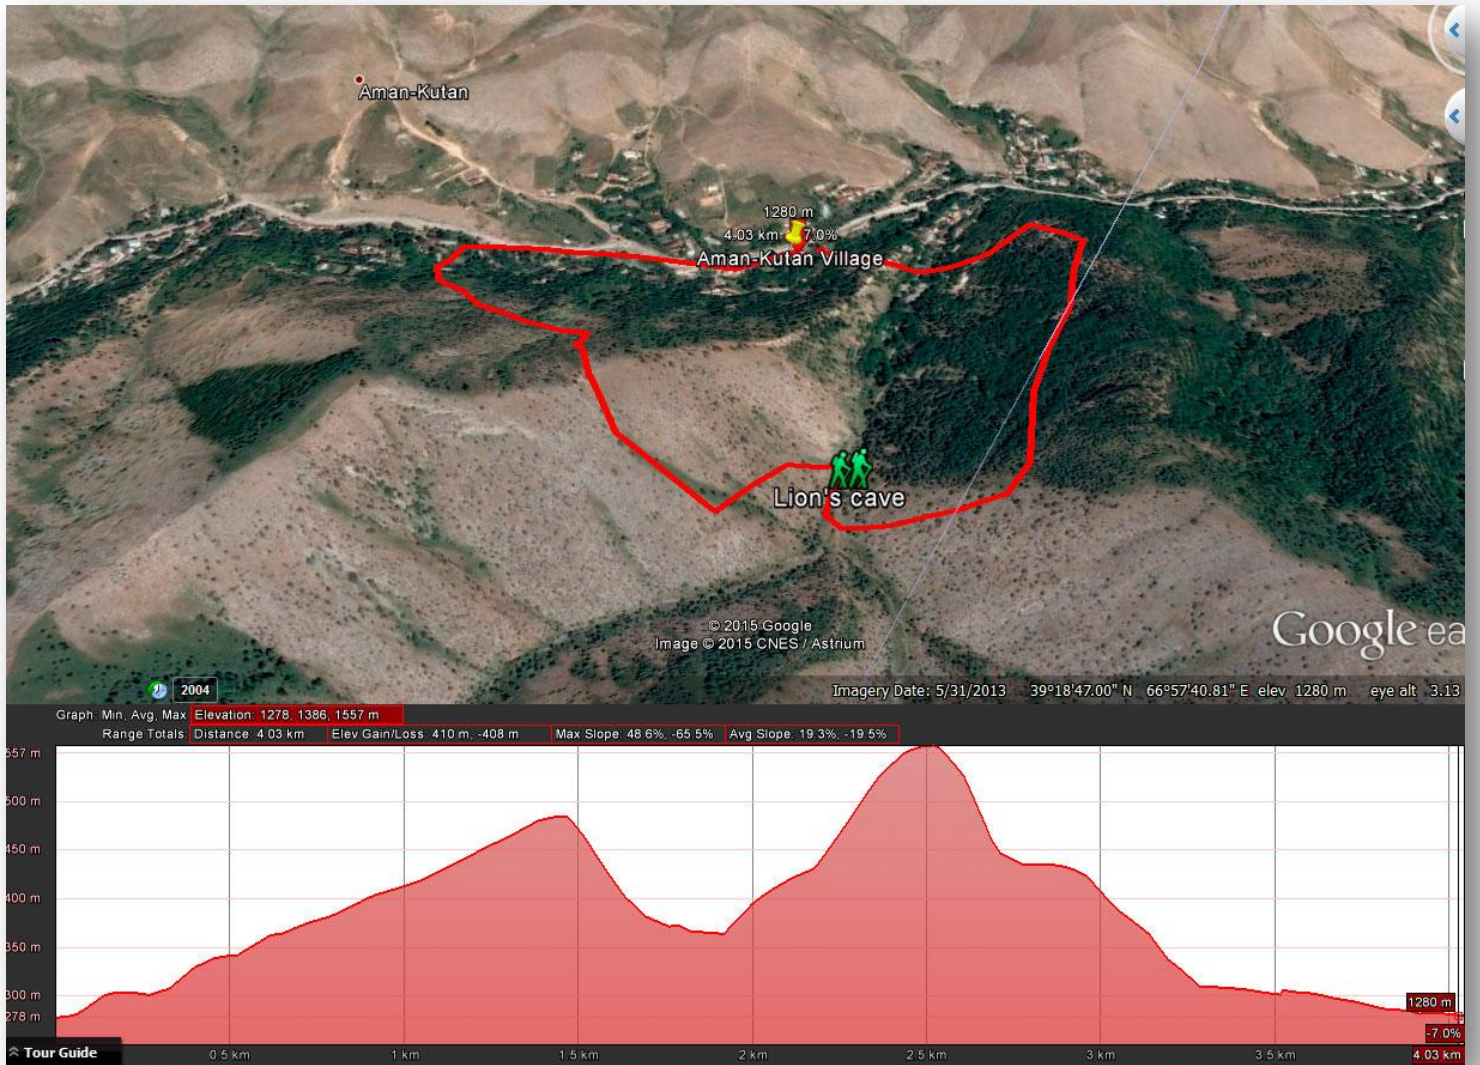 Aman-Kutan
1280 m
4.03 km 7.0%
Aman-Kutan Village
Lion's cave
© 2015 Google
Image © 2015 CNES / Astrium
Google ea
2004
Imagery Date: 5/31/2013 39°18'47.00" N 66°57'40.81" E elev 1280 m eye alt 3.13
Graph: Min, Avg, Max Elevation: 1278, 1386, 1557 m
Range Totals: Distance: 4.03 km Elev Gain/Loss: 410 m, -408 m Max Slope: 48.6%, -65.5% Avg Slope: 19.3%, -19.5%
557 m
500 m
450 m
400 m
350 m
300 m
278 m
1280 m
-7.0%
Tour Guide
0.5 km 1 km 1.5 km 2 km 2.5 km 3 km 3.5 km 4.03 km